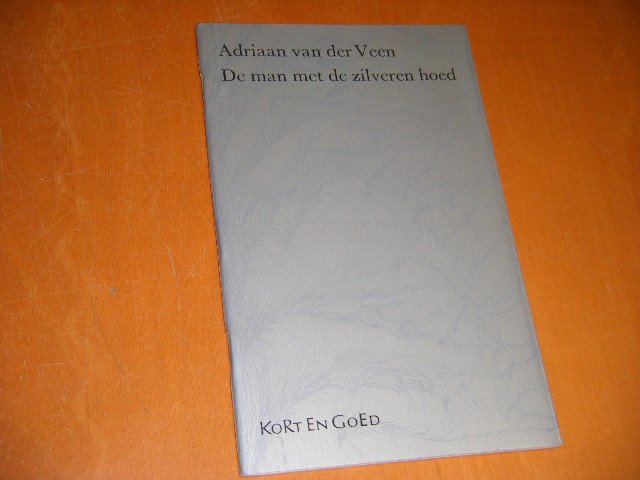 Adriaan van der Veen
De man met de zilveren hoed
KoRt En GoEd